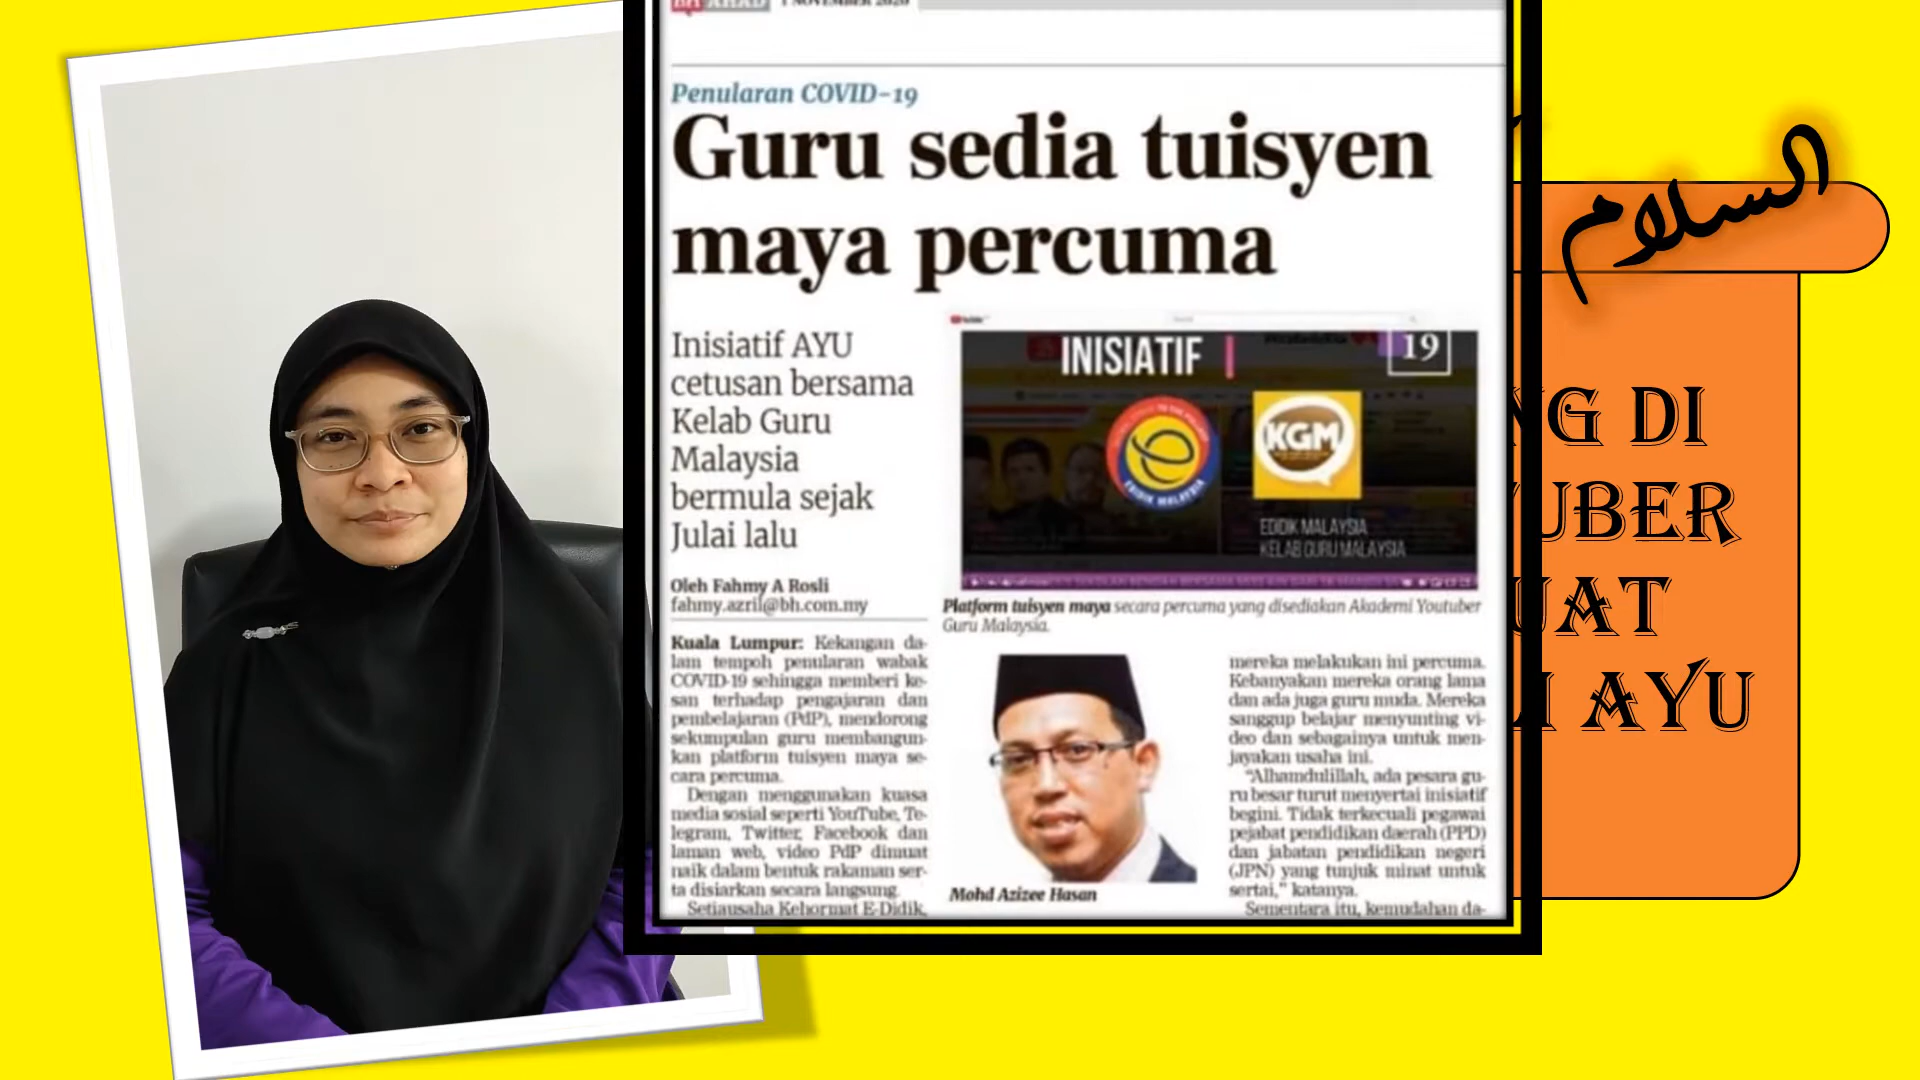 BH AHAD 1 NOVEMBER 2020
Penularan COVID-19
Guru sedia tuisyen
maya percuma
Inisiatif AYU
cetusan bersama
Kelab Guru
Malaysia
bermula sejak
Julai lalu
Oleh Fahmy A Rosli
fahmy.azril@bh.com.my
Kuala Lumpur: Kekangan da-
lam tempoh penularan wabak
COVID-19 sehingga memberi ke-
san terhadap pengajaran dan
pembelajaran (PdP), mendorong
sekumpulan guru membangun-
kan platform tuisyen maya se-
cara percuma.
Dengan menggunakan kuasa
media sosial seperti YouTube, Te-
legram, Twitter, Facebook dan
laman web, video PdP dimuat
naik dalam bentuk rakaman ser-
ta disiarkan secara langsung.
Setiausaha Kehormat E-Didik,
INISIATIF
19
EDIDIK MALAYSIA
KGM
EDIDIK MALAYSIA
KELAB GURU MALAYSIA
Platform tuisyen maya secara percuma yang disediakan Akademi Youtuber
Guru Malaysia.
Mohd Azizee Hasan
mereka melakukan ini percuma.
Kebanyakan mereka orang lama
dan ada juga guru muda. Mereka
sanggup belajar menyunting vi-
deo dan sebagainya untuk men-
jayakan usaha ini.
"Alhamdulillah, ada pesara gu-
ru besar turut menyertai inisiatif
begini. Tidak terkecuali pegawai
pejabat pendidikan daerah (PPD)
dan jabatan pendidikan negeri
(JPN) yang tunjuk minat untuk
sertai," katanya.
Sementara itu, kemudahan da-
السلام
NG DI
UBER
UAT
I AYU